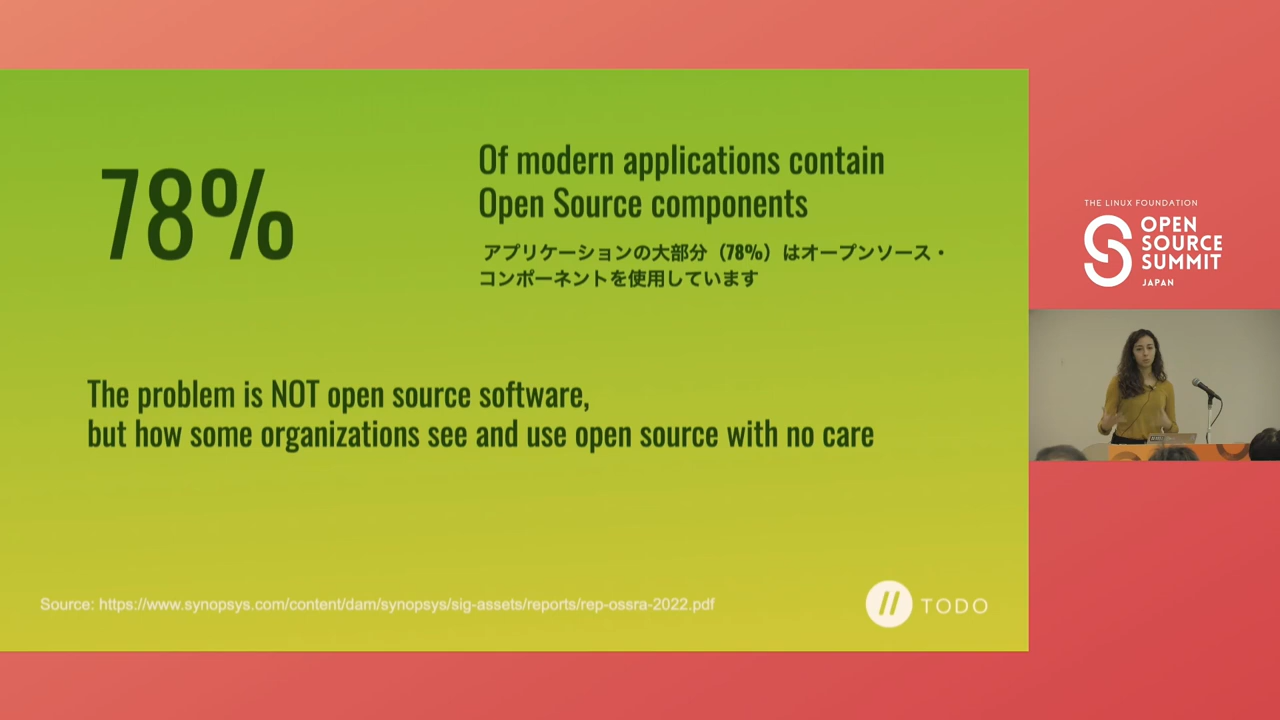 78%
Of modern applications contain
Open Source components
アプリケーションの大部分（78%）はオープンソース・
コンポーネントを使用しています
The problem is NOT open source software,
but how some organizations see and use open source with no care
Source: https://www.synopsys.com/content/dam/synopsys/sig-assets/reports/rep-ossra-2022.pdf
TODO
THE LINUX FOUNDATION
OPEN
SOURCE
SUMMIT
JAPAN